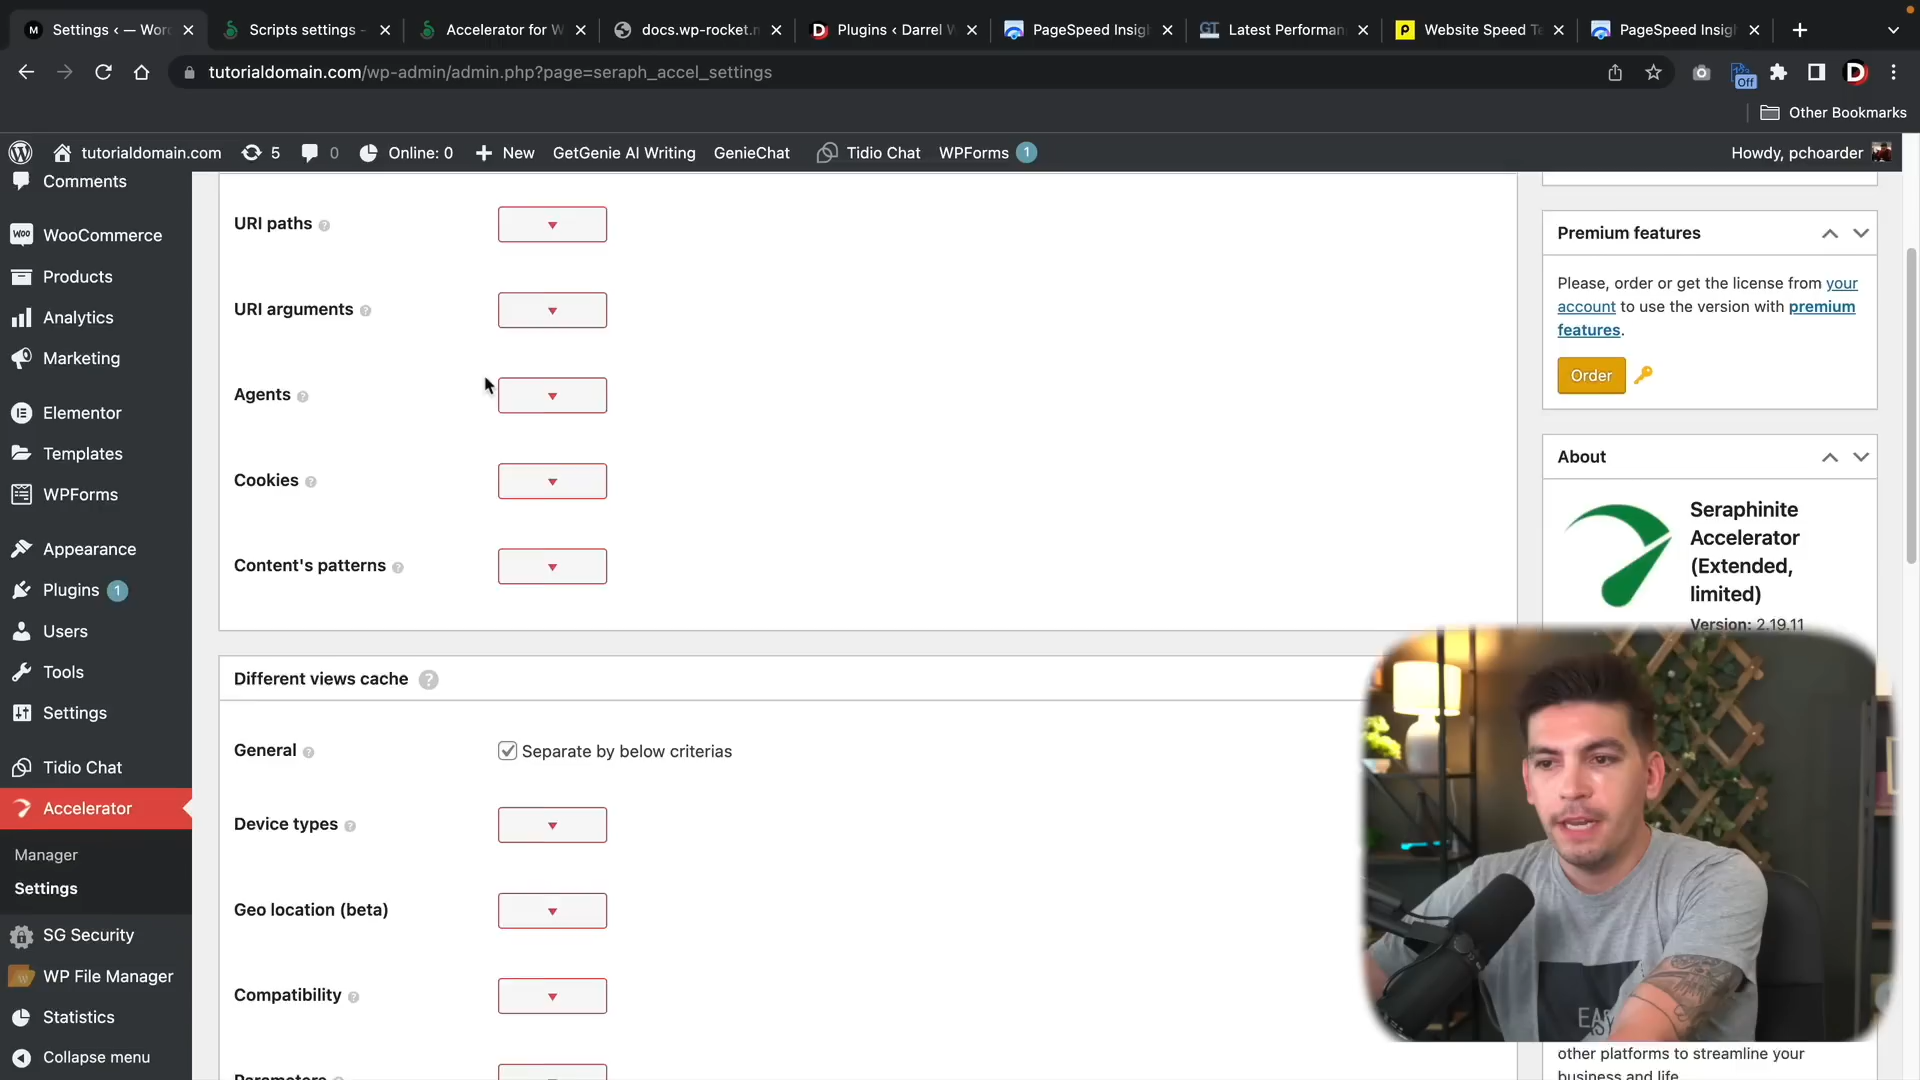 Settings ‹ — Wor
Scripts settings -
Accelerator for W
docs.wp-rocket.m
Plugins ‹ Darrel W
PageSpeed Insigh
Latest Performan
Website Speed Te
PageSpeed Insigh
tutorialdomain.com/wp-admin/admin.php?page=seraph_accel_settings
Off
Other Bookmarks
tutorialdomain.com
5
0
Online: 0
New
GetGenie AI Writing
GenieChat
Tidio Chat
WPForms 1
Howdy, pchoarder
Comments
WooCommerce
Products
Analytics
Marketing
Elementor
Templates
WPForms
Appearance
Plugins 1
Users
Tools
Settings
Tidio Chat
Accelerator
Manager
Settings
SG Security
WP File Manager
Statistics
Collapse menu
URI paths ?
URI arguments ?
Agents ?
Cookies ?
Content's patterns ?
Different views cache ?
General ?
Separate by below criterias
Device types ?
Geo location (beta)
Compatibility ?
Parameters
Premium features
Please, order or get the license from your
account to use the version with premium
features.
Order
About
Seraphinite
Accelerator
(Extended,
limited)
Version: 2.19.11
other platforms to streamline your
business and life